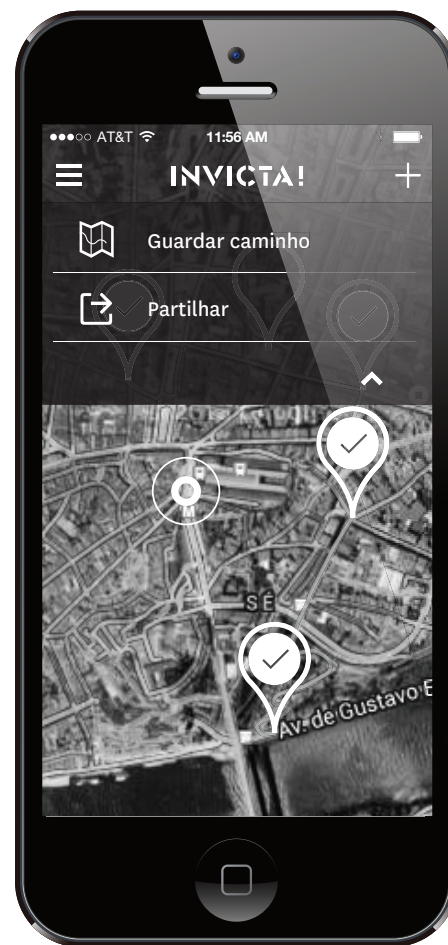 AT&T
11:56 AM
INVICTA!
Guardar caminho
Partilhar
M
SÉ
Av. de Gustavo E